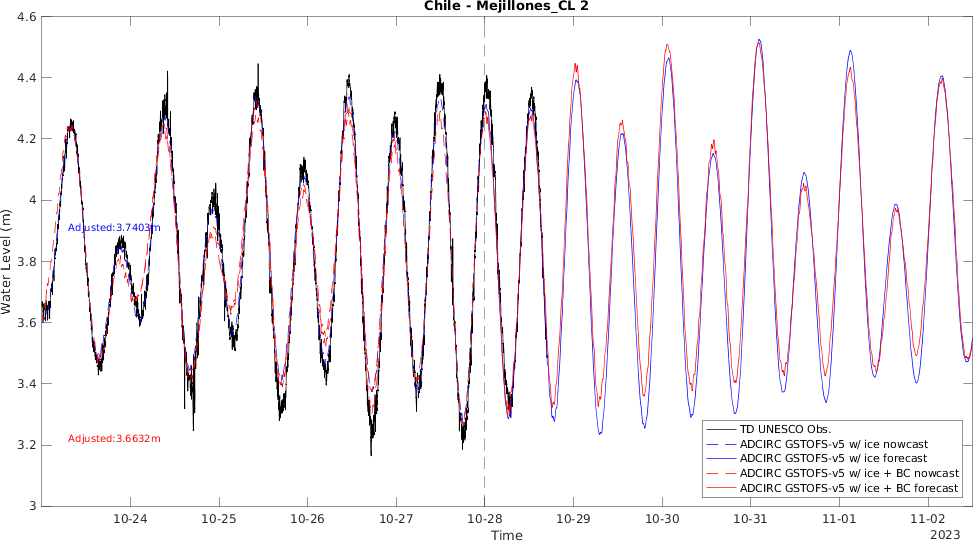 Chile - Mejillones_CL 2
4.6
4.4
4.2
4
3.8
3.6
3.4
3.2
3
Water Level (m)
Adjusted:3.7403m
Adjusted:3.6632m
TD UNESCO Obs.
ADCIRC GSTOFS-v5 w/ ice nowcast
ADCIRC GSTOFS-v5 w/ ice forecast
ADCIRC GSTOFS-v5 w/ ice + BC nowcast
ADCIRC GSTOFS-v5 w/ ice + BC forecast
10-24 10-25 10-26 10-27 10-28 10-29 10-30 10-31 11-01 11-02
Time
2023